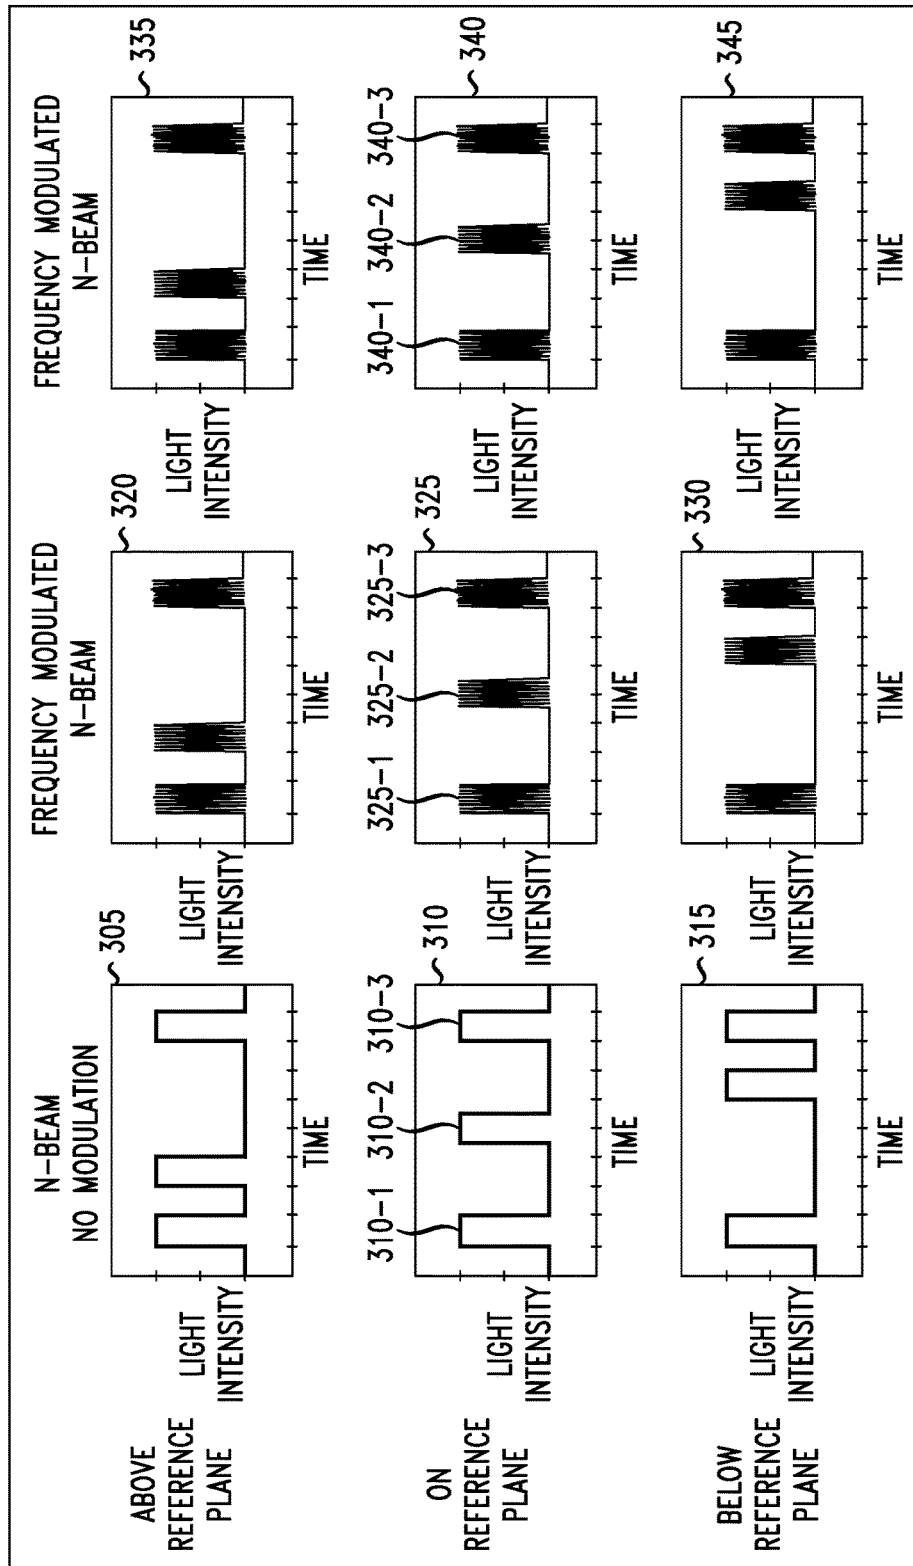 N-BEAM
NO MODULATION
FREQUENCY MODULATED
N-BEAM
FREQUENCY MODULATED
N-BEAM
ABOVE
REFERENCE
PLANE
LIGHT
INTENSITY
305
TIME
LIGHT
INTENSITY
320
TIME
LIGHT
INTENSITY
335
TIME
ON
REFERENCE
PLANE
LIGHT
INTENSITY
310-1
310-2
310-3
310
TIME
LIGHT
INTENSITY
325-1
325-2
325-3
325
TIME
LIGHT
INTENSITY
340-1
340-2
340-3
340
TIME
BELOW
REFERENCE
PLANE
LIGHT
INTENSITY
315
TIME
LIGHT
INTENSITY
330
TIME
LIGHT
INTENSITY
345
TIME